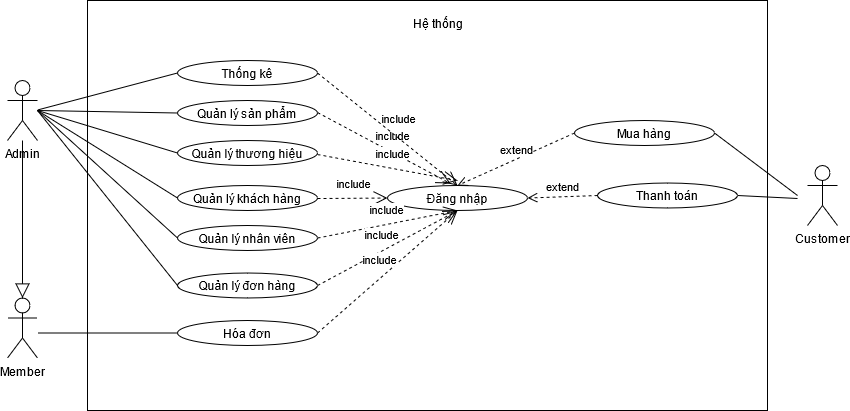 Hệ thống
Thống kê
Quản lý sản phẩm
Quản lý thương hiệu
Quản lý khách hàng
Quản lý nhân viên
Quản lý đơn hàng
Hóa đơn
Admin
Member
include
include
include
include
include
include
include
Đăng nhập
extend
extend
Mua hàng
Thanh toán
Customer